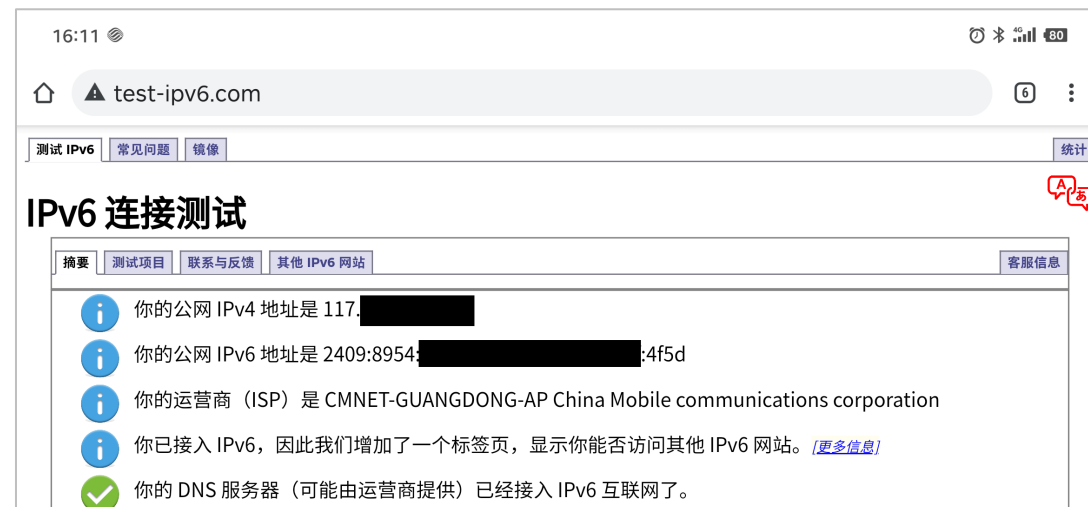 16:11 4G 80
test-ipv6.com 6
测试 IPv6 常见问题 镜像 统计
A あ
IPv6 连接测试
摘要 测试项目 联系与反馈 其他 IPv6 网站 客服信息
你的公网 IPv4 地址是 117.
你的公网 IPv6 地址是 2409:8954: :4f5d
你的运营商（ISP）是 CMNET-GUANGDONG-AP China Mobile communications corporation
你已接入 IPv6，因此我们增加了一个标签页，显示你能否访问其他 IPv6 网站。 [更多信息]
你的 DNS 服务器（可能由运营商提供）已经接入 IPv6 互联网了。